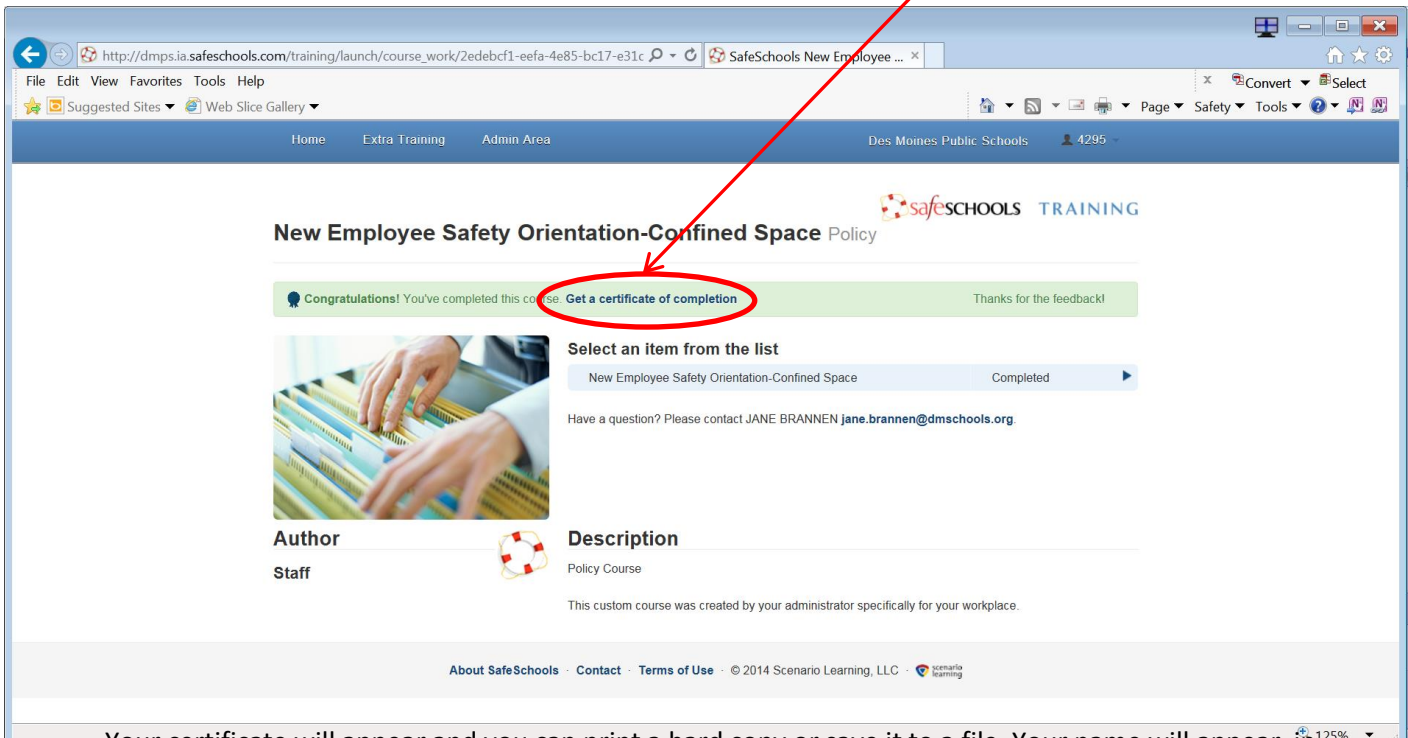 http://dmps.ia.safeschools.com/training/launch/course_work/2edebcf1-eefa-4e85-bc17-e31c
SafeSchools New Employee ... ×
File Edit View Favorites Tools Help
x Convert Select
Suggested Sites Web Slice Gallery
Page Safety Tools
Home Extra Training Admin Area Des Moines Public Schools 4295
safeSCHOOLS TRAINING
New Employee Safety Orientation-Confined Space Policy
Congratulations! You've completed this course. Get a certificate of completion Thanks for the feedback!
Select an item from the list
New Employee Safety Orientation-Confined Space Completed
Have a question? Please contact JANE BRANNEN jane.brannen@dmschools.org.
Author
Staff
Description
Policy Course
This custom course was created by your administrator specifically for your workplace.
About SafeSchools · Contact · Terms of Use · © 2014 Scenario Learning, LLC · scenario learning
125%
Your certificate will appear and you can print a hard copy or save it to a file. Your name will appear in